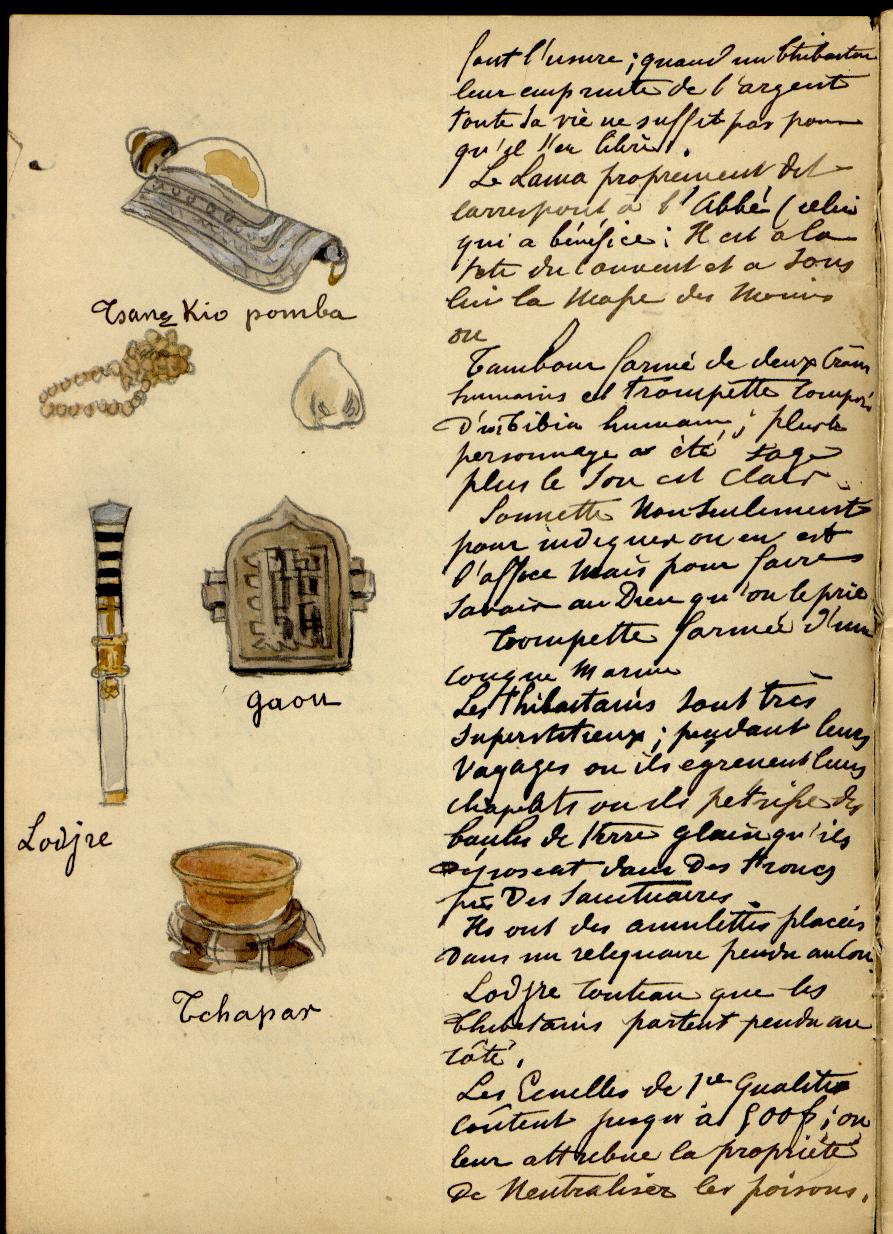 Tsang Kio pomba
gaou
Lodjre
Tchapar
font l'usure ; quand un thibetain
leur emprunte de l'argent
toute sa vie ne suffit pas pour
qu'il s'en libère.
Le Lama proprement dit
correspond à l'Abbé (celui
qui a bénéfice ; Il est à la
tête du couvent et a sous
lui la Masse des Moines
ou
Tambour formé de deux crân
humains et trompette composé
D'un tibia humain ; plus le
personnage a été sage
plus le son est clair.
Sonnette Non seulement
pour indiquer ou en est
l'office Mais pour faire
savoir au Dieu qu'on le prie
trompette formée d'une
conque Marine
Les Thibetains sont très
superstitieux ; pendant leurs
voyages ou ils égrenent leurs
chapelets ou ils petrisse des
boules de terre glaise qu'ils
déposent dans Des troncs
près Des Sanctuaires.
Ils ont des amulettes placées
Dans un reliquaire pendu au cou.
Lodjre Couteau que les
thibetains portent pendu au
côté.
Les Ecuelles de 1re Qualité
coûtent jusqu'à 500f ; on
leur attribue la propriété
De Neutraliser les poisons.